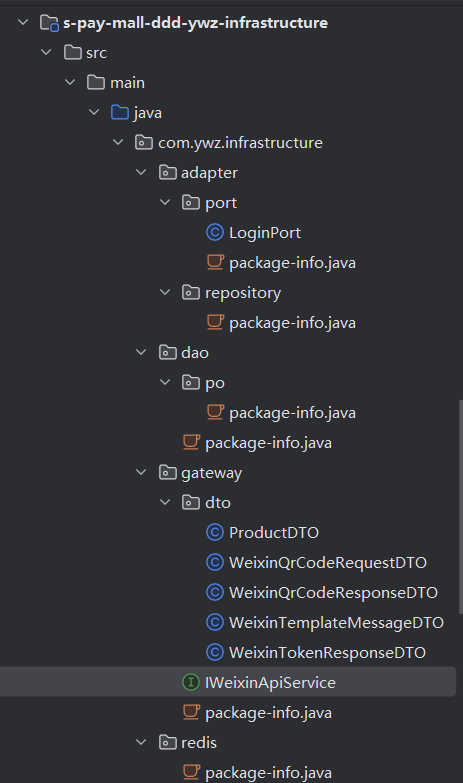 s-pay-mall-ddd-ywz-infrastructure
src
main
java
com.ywz.infrastructure
adapter
port
LoginPort
package-info.java
repository
package-info.java
dao
po
package-info.java
package-info.java
gateway
dto
ProductDTO
WeixinQrCodeRequestDTO
WeixinQrCodeResponseDTO
WeixinTemplateMessageDTO
WeixinTokenResponseDTO
IWeixinApiService
package-info.java
redis
package-info.java